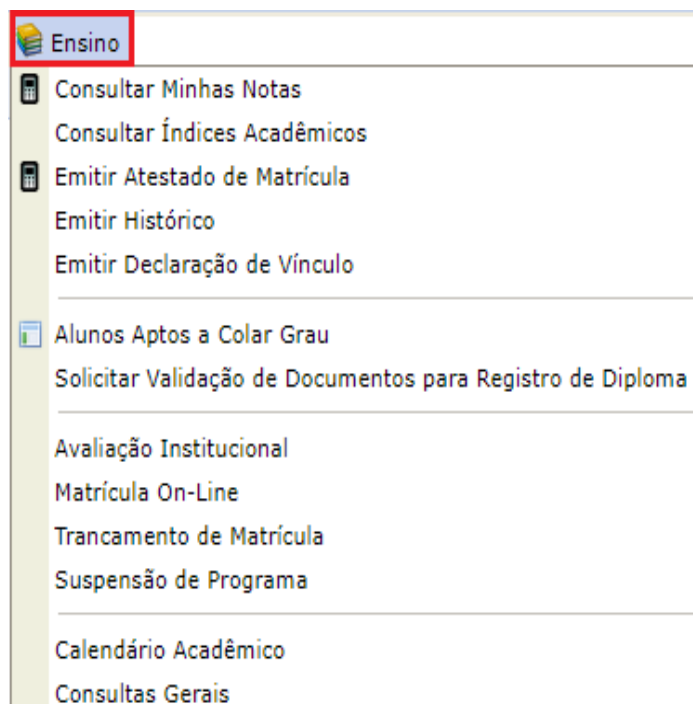 Ensino
Consultar Minhas Notas
Consultar Índices Acadêmicos
Emitir Atestado de Matrícula
Emitir Histórico
Emitir Declaração de Vínculo
Alunos Aptos a Colar Grau
Solicitar Validação de Documentos para Registro de Diploma
Avaliação Institucional
Matrícula On-Line
Trancamento de Matrícula
Suspensão de Programa
Calendário Acadêmico
Consultas Gerais